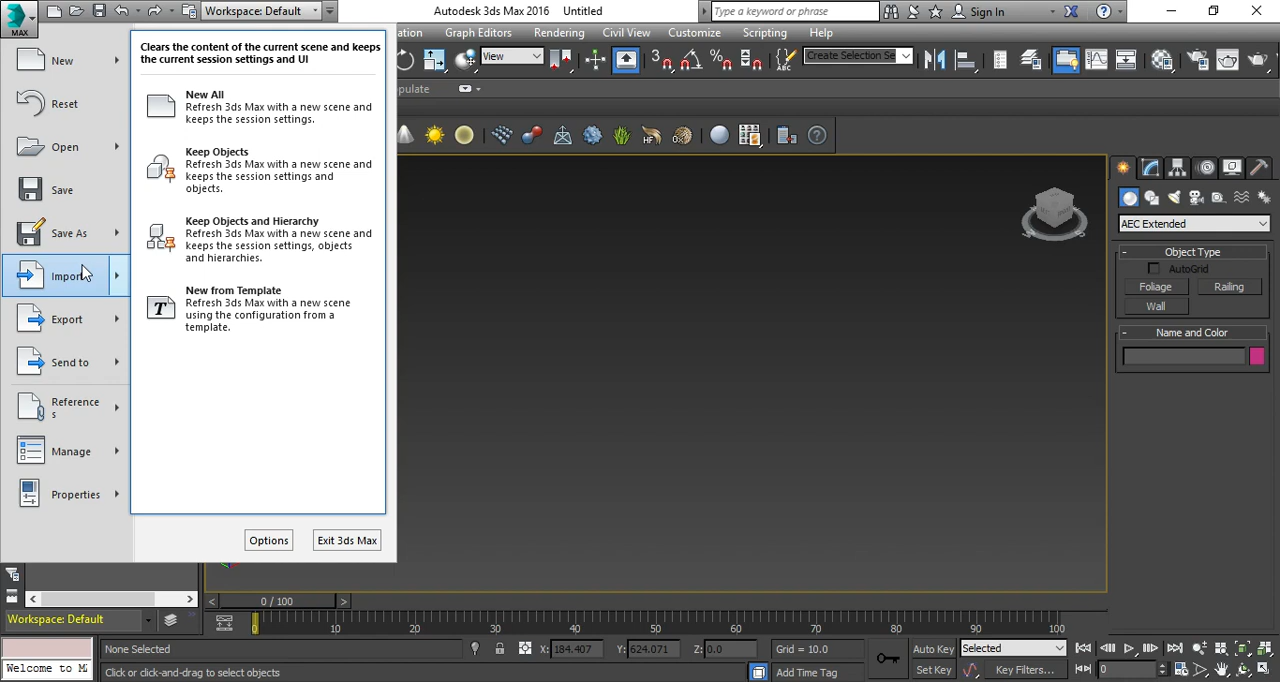 Workspace: Default
Autodesk 3ds Max 2016 Untitled
Type a keyword or phrase
Sign In
MAX
ation Graph Editors Rendering Civil View Customize Scripting Help
View
Create Selection Se
pulate
New
Reset
Open
Save
Save As
Import
Export
Send to
Reference
s
Manage
Properties
Clears the content of the current scene and keeps
the current session settings and UI
New All
Refresh 3ds Max with a new scene and
keeps the session settings.
Keep Objects
Refresh 3ds Max with a new scene and
keeps the session settings and
objects.
Keep Objects and Hierarchy
Refresh 3ds Max with a new scene and
keeps the session settings, objects
and hierarchies.
New from Template
Refresh 3ds Max with a new scene
using the configuration from a
template.
Options
Exit 3ds Max
AEC Extended
Object Type
AutoGrid
Foliage Railing
Wall
Name and Color
0 / 100
Workspace: Default
10 20 30 40 50 60 70 80 90 100
None Selected
X: 184.407 Y: 624.071 Z: 0.0
Grid = 10.0
Auto Key Selected
Welcome to M
Click or click-and-drag to select objects
Add Time Tag
Set Key Key Filters...
0